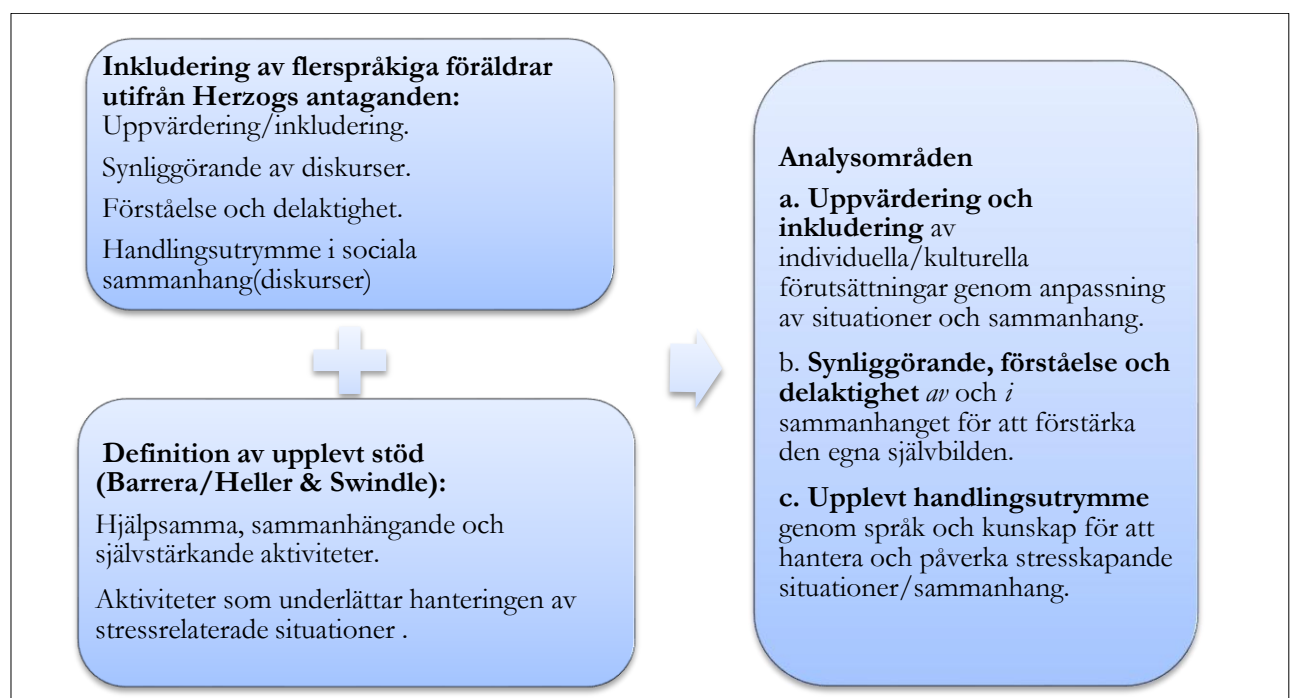 Inkludering av flerspråkiga föräldrar
utifrån Herzogs antaganden:
Uppvärdering/inkludering.
Synliggörande av diskurser.
Förståelse och delaktighet.
Handlingsutrymme i sociala
sammanhang(diskurser)
Definition av upplevt stöd
(Barrera/Heller & Swindle):
Hjälpsamma, sammanhängande och
självstärkande aktiviteter.
Aktiviteter som underlättar hanteringen av
stressrelaterade situationer .
Analysområden
a. Uppvärdering och
inkludering av
individuella/kulturella
förutsättningar genom anpassning
av situationer och sammanhang.
b. Synliggörande, förståelse och
delaktighet av och i
sammanhanget för att förstärka
den egna självbilden.
c. Upplevt handlingsutrymme
genom språk och kunskap för att
hantera och påverka stresskapande
situationer/sammanhang.